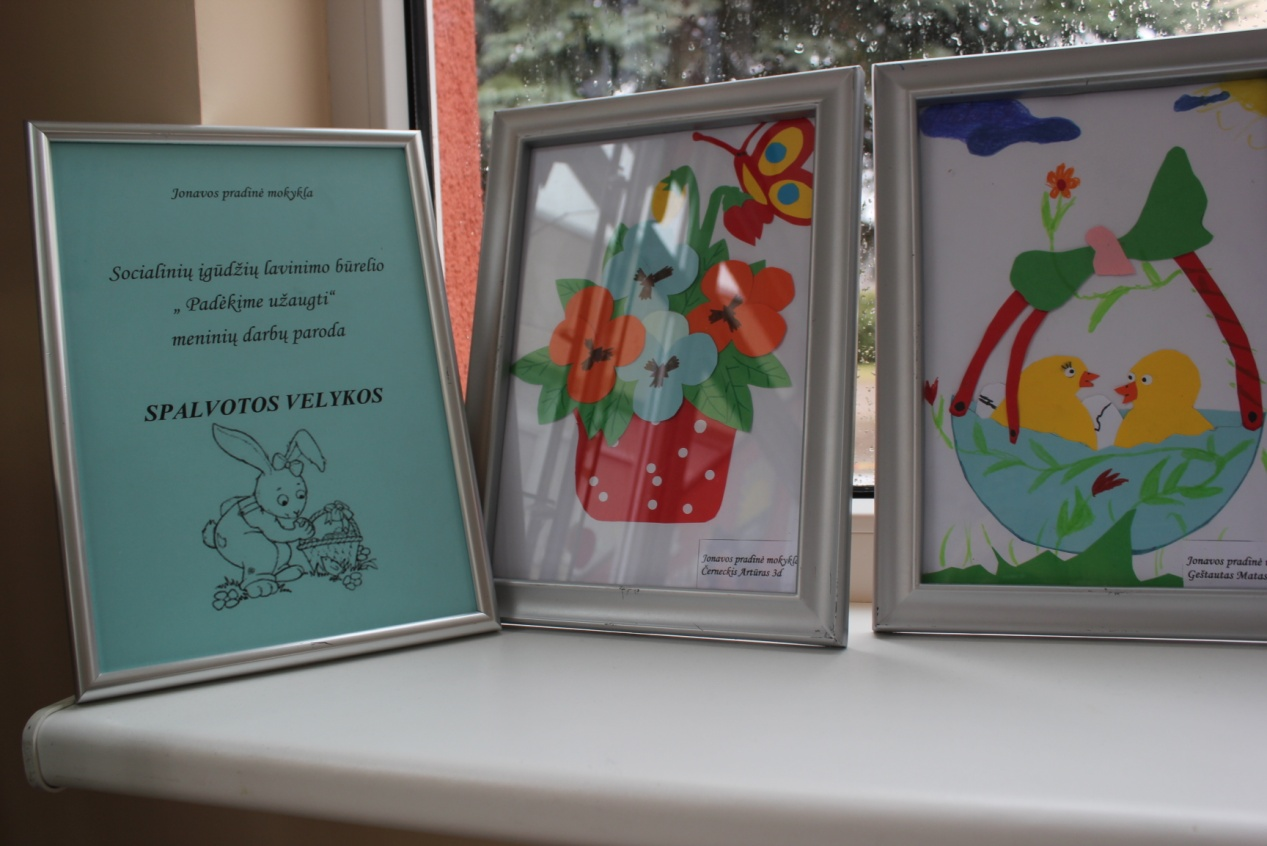 Jonavos pradinė mokykla
Socialinių įgūdžių lavinimo būrelio
„Padėkime užaugti“
meninių darbų paroda
SPALVOTOS VELYKOS
Jonavos pradinė mokykla
Černeckis Artūras 3d
Jonavos pradinė
Geštautas Matas